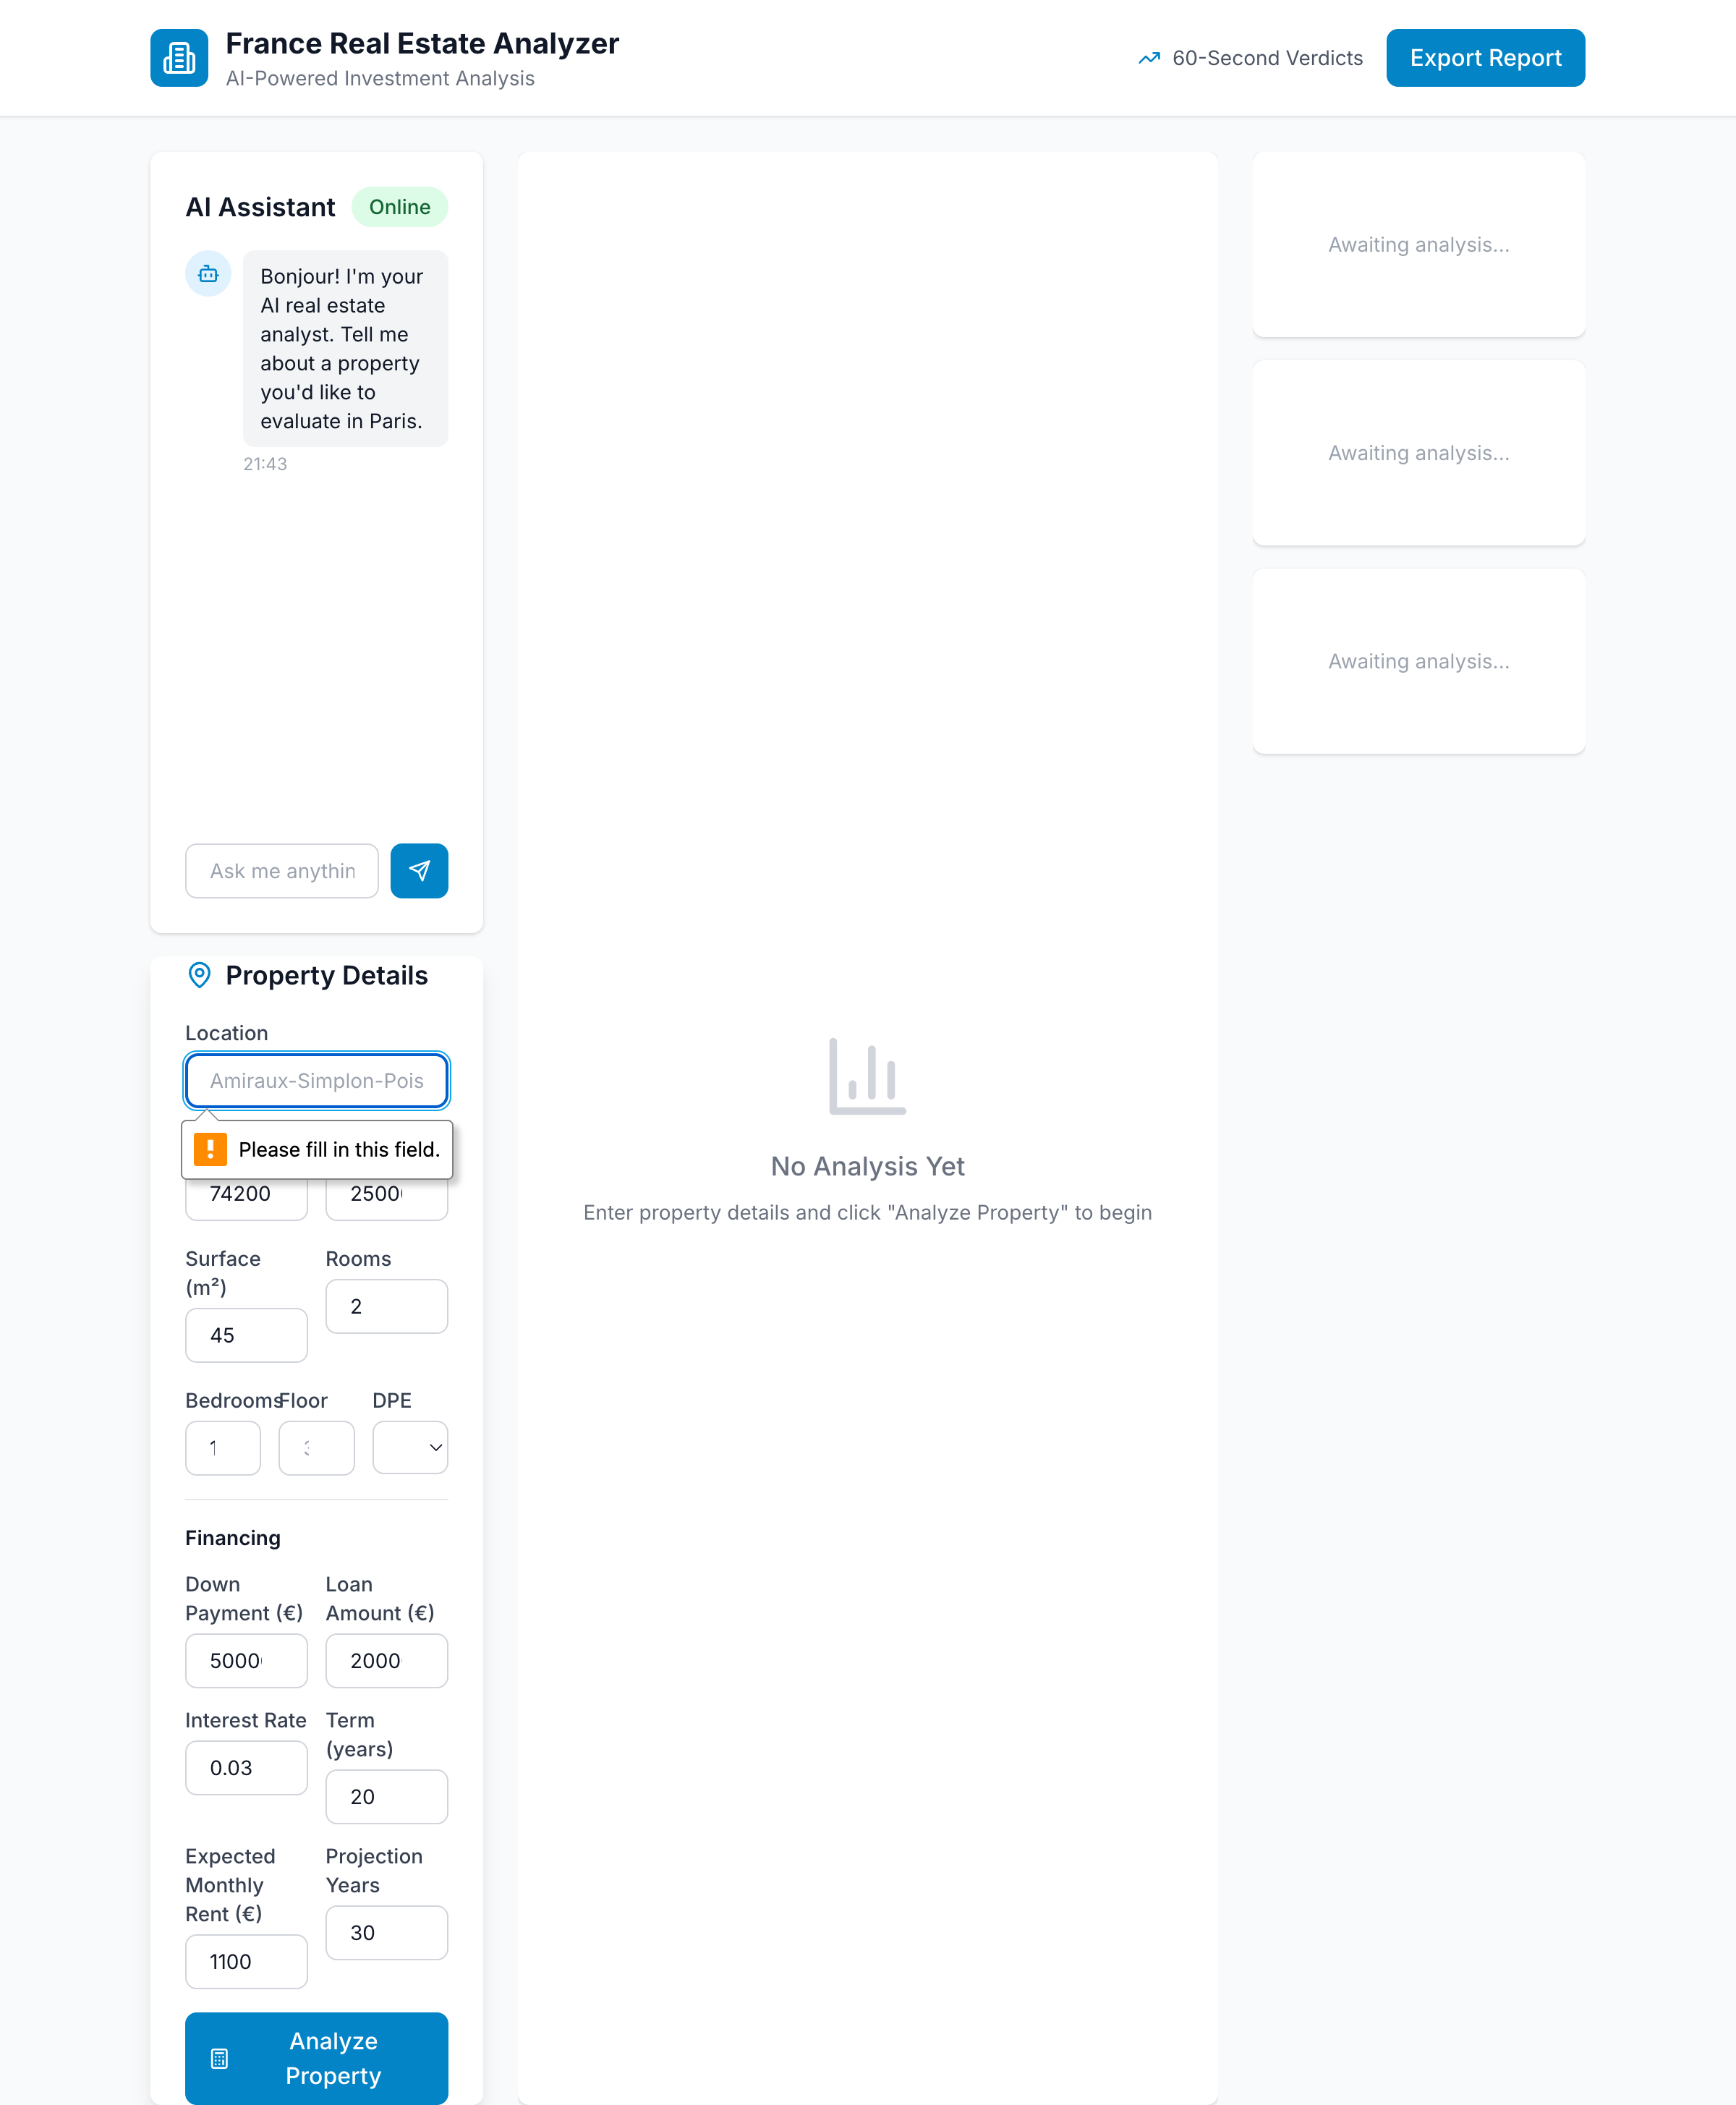 France Real Estate Analyzer
AI-Powered Investment Analysis
60-Second Verdicts
Export Report
AI Assistant
Online
Bonjour! I'm your
AI real estate
analyst. Tell me
about a property
you'd like to
evaluate in Paris.
21:43
Ask me anythin
Property Details
Location
Amiraux-Simplon-Pois
Please fill in this field.
74200
2500
Surface
(m²)
Rooms
45
2
Bedrooms
Floor
DPE
1
3
Financing
Down
Payment (€)
Loan
Amount (€)
5000
2000
Interest Rate
Term
(years)
0.03
20
Expected
Monthly
Rent (€)
Projection
Years
1100
30
Analyze
Property
No Analysis Yet
Enter property details and click "Analyze Property" to begin
Awaiting analysis...
Awaiting analysis...
Awaiting analysis...